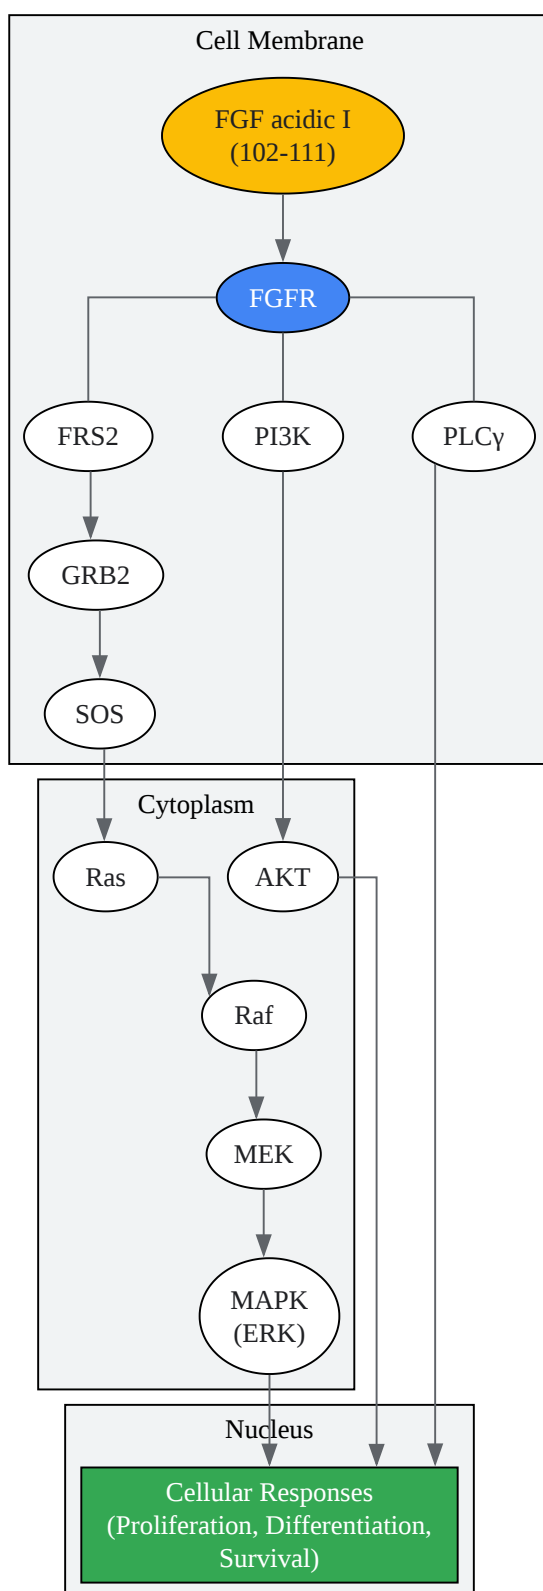 Cell Membrane
FGF acidic I
(102-111)
FGFR
FRS2
PI3K
PLCγ
GRB2
SOS
Cytoplasm
Ras
AKT
Raf
MEK
MAPK
(ERK)
Nucleus
Cellular Responses
(Proliferation, Differentiation,
Survival)